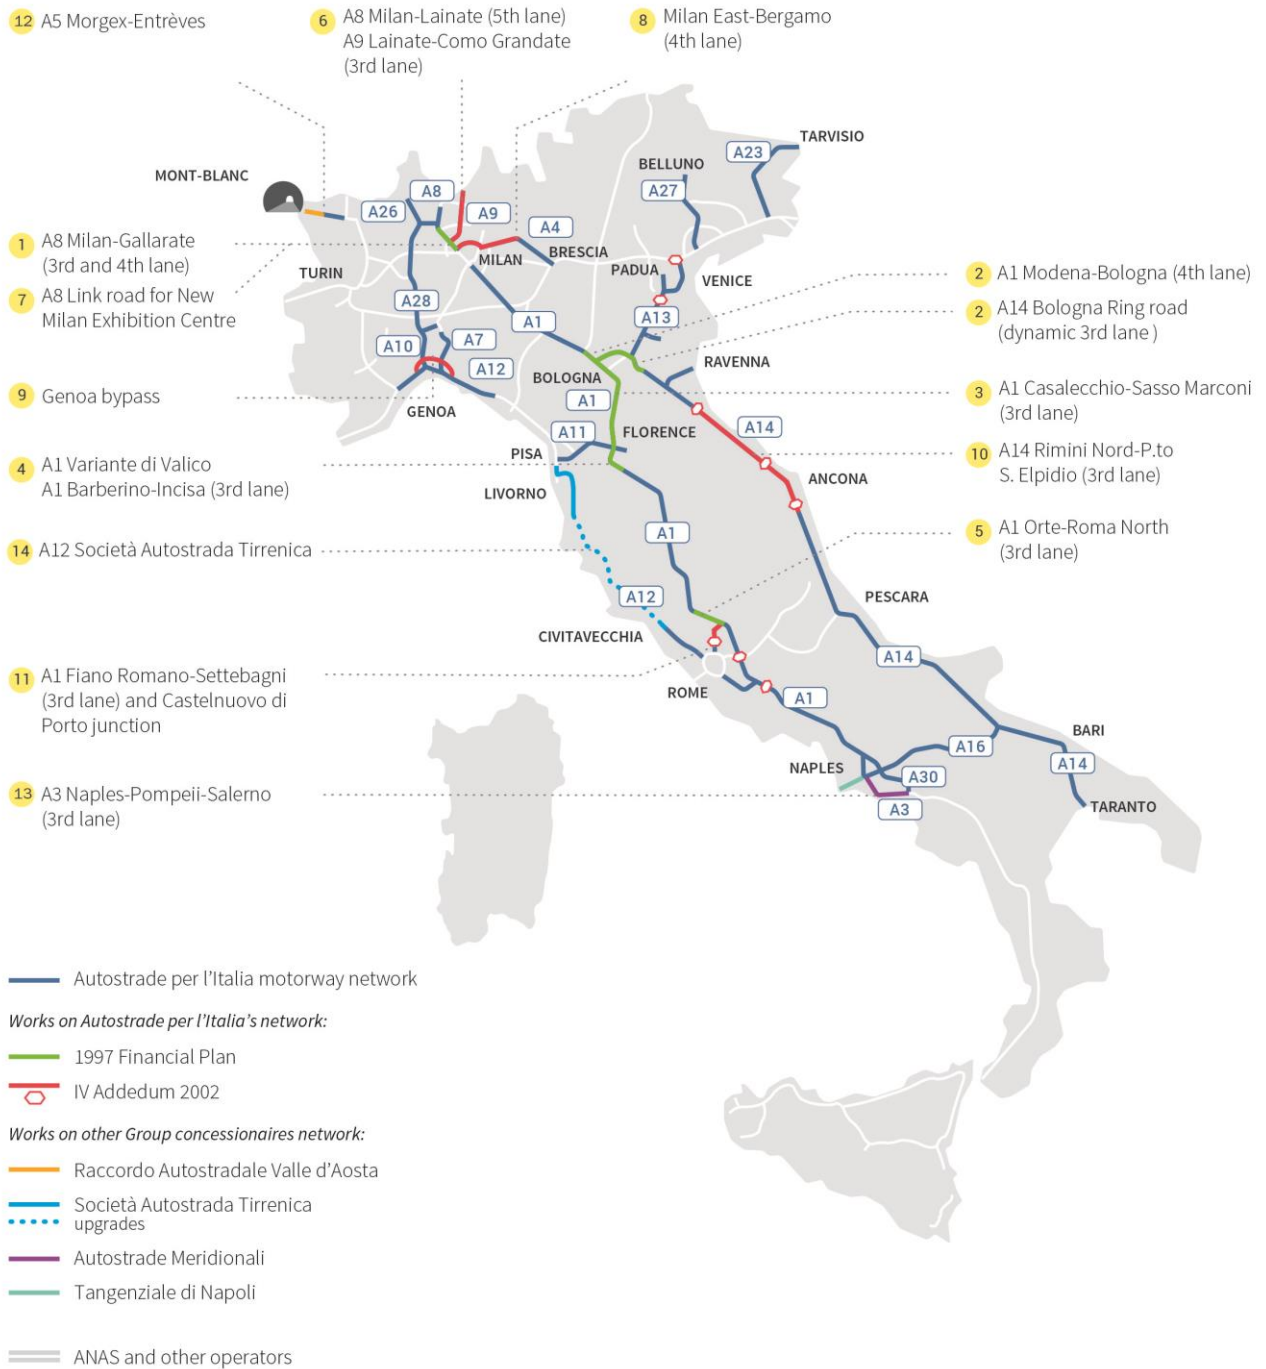 12 A5 Morgex-Entrèves
6 A8 Milan-Lainate (5th lane)
A9 Lainate-Como Grandate
(3rd lane)
8 Milan East-Bergamo
(4th lane)
TARVISIO
A23
BELLUNO
A27
MONT-BLANC
A8
A26
A9
A4
1 A8 Milan-Gallarate
(3rd and 4th lane)
MILAN
BRESCIA
PADUA
VENICE
TURIN
7 A8 Link road for New
Milan Exhibition Centre
2 A1 Modena-Bologna (4th lane)
2 A14 Bologna Ring road
(dynamic 3rd lane )
A28
A1
A13
A10
A7
A12
RAVENNA
BOLOGNA
9 Genoa bypass
GENOA
A1
3 A1 Casalecchio-Sasso Marconi
(3rd lane)
A11
FLORENCE
A14
PISA
4 A1 Variante di Valico
A1 Barberino-Incisa (3rd lane)
LIVORNO
ANCONA
10 A14 Rimini Nord-P.to
S. Elpidio (3rd lane)
14 A12 Società Autostrada Tirrenica
A1
5 A1 Orte-Roma North
(3rd lane)
A12
PESCARA
CIVITAVECCHIA
A14
11 A1 Fiano Romano-Settebagni
(3rd lane) and Castelnuovo di
Porto junction
ROME
A1
BARI
A16
NAPLES
A30
A14
13 A3 Naples-Pompeii-Salerno
(3rd lane)
A3
TARANTO
Autostrade per l'Italia motorway network
Works on Autostrade per l'Italia's network:
1997 Financial Plan
IV Addedum 2002
Works on other Group concessionaires network:
Raccordo Autostradale Valle d'Aosta
Società Autostrada Tirrenica
upgrades
Autostrade Meridionali
Tangenziale di Napoli
ANAS and other operators